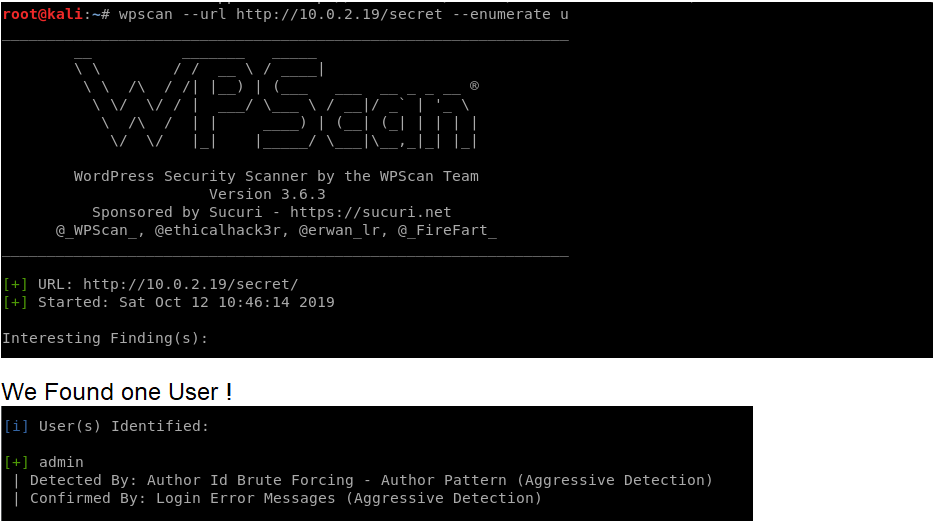 root@kali:~# wpscan --url http://10.0.2.19/secret --enumerate u
WPScan ®
WordPress Security Scanner by the WPScan Team
Version 3.6.3
Sponsored by Sucuri - https://sucuri.net
@_WPScan_, @ethicalhack3r, @erwan_lr, @_FireFart_
[+] URL: http://10.0.2.19/secret/
[+] Started: Sat Oct 12 10:46:14 2019
Interesting Finding(s):
We Found one User !
[i] User(s) Identified:
[+] admin
| Detected By: Author Id Brute Forcing - Author Pattern (Aggressive Detection)
| Confirmed By: Login Error Messages (Aggressive Detection)